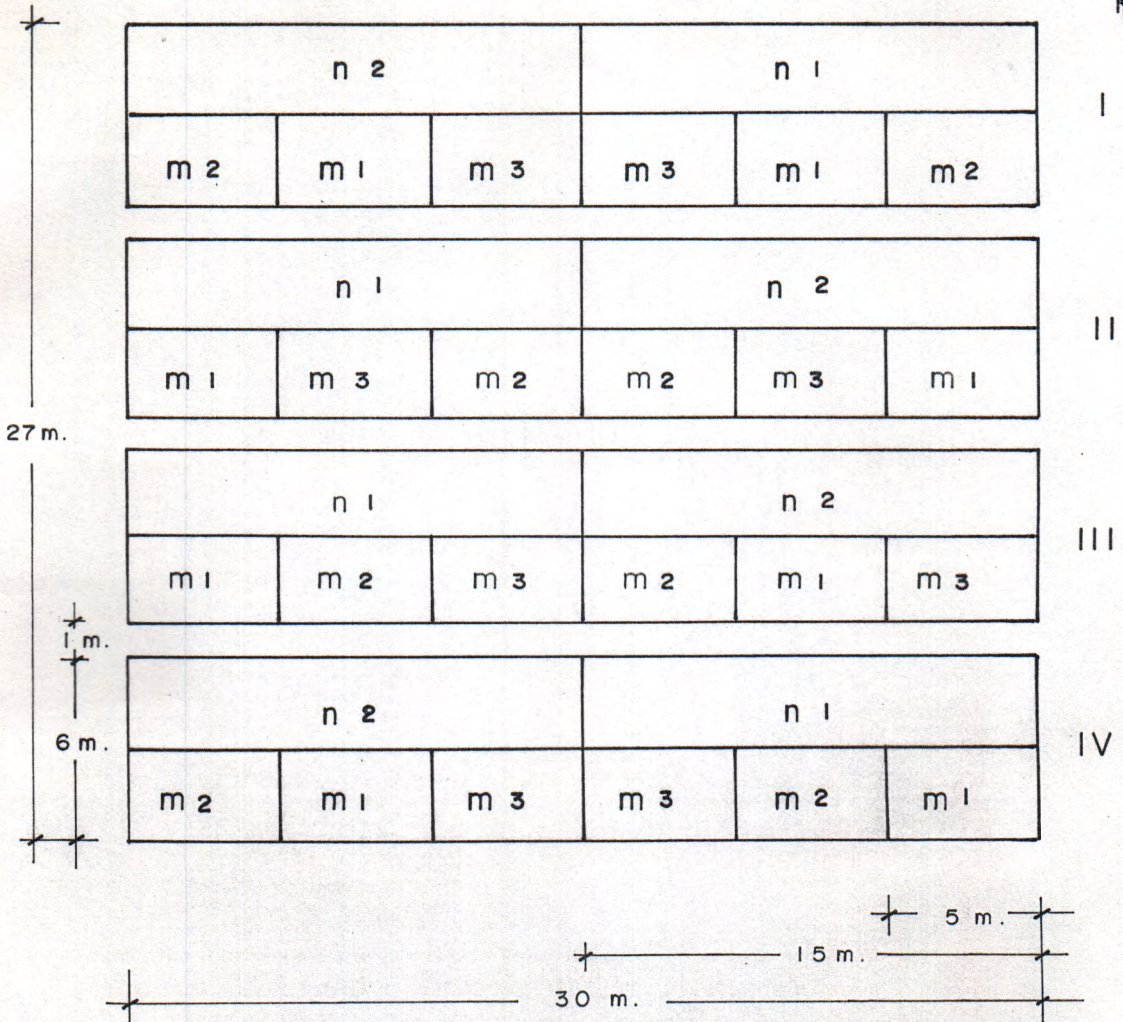 n 2 n 1 I
m 2 m 1 m 3 m 3 m 1 m 2
n 1 n 2 II
m 1 m 3 m 2 m 2 m 3 m 1
27 m.
n 1 n 2 III
m 1 m 2 m 3 m 2 m 1 m 3
1 m.
n 2 n 1 IV
6 m.
m 2 m 1 m 3 m 3 m 2 m 1
5 m.
15 m.
30 m.